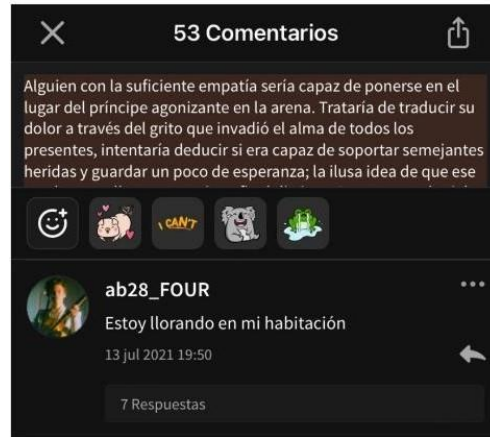 53 Comentarios
Alguien con la suficiente empatía sería capaz de ponerse en el
lugar del príncipe agonizante en la arena. Trataría de traducir su
dolor a través del grito que invadió el alma de todos los
presentes, intentaría deducir si era capaz de soportar semejantes
heridas y guardar un poco de esperanza; la ilusa idea de que ese
I CAN'T
ab28_FOUR
Estoy llorando en mi habitación
13 jul 2021 19:50
7 Respuestas